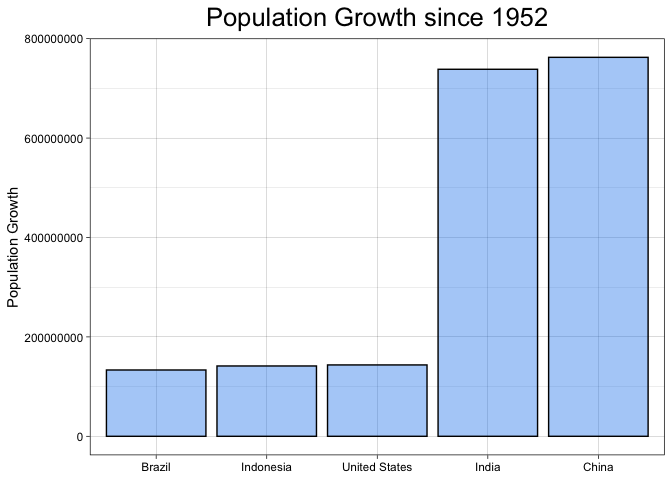 Population Growth since 1952
Population Growth
800000000
600000000
400000000
200000000
0
Brazil
Indonesia
United States
India
China